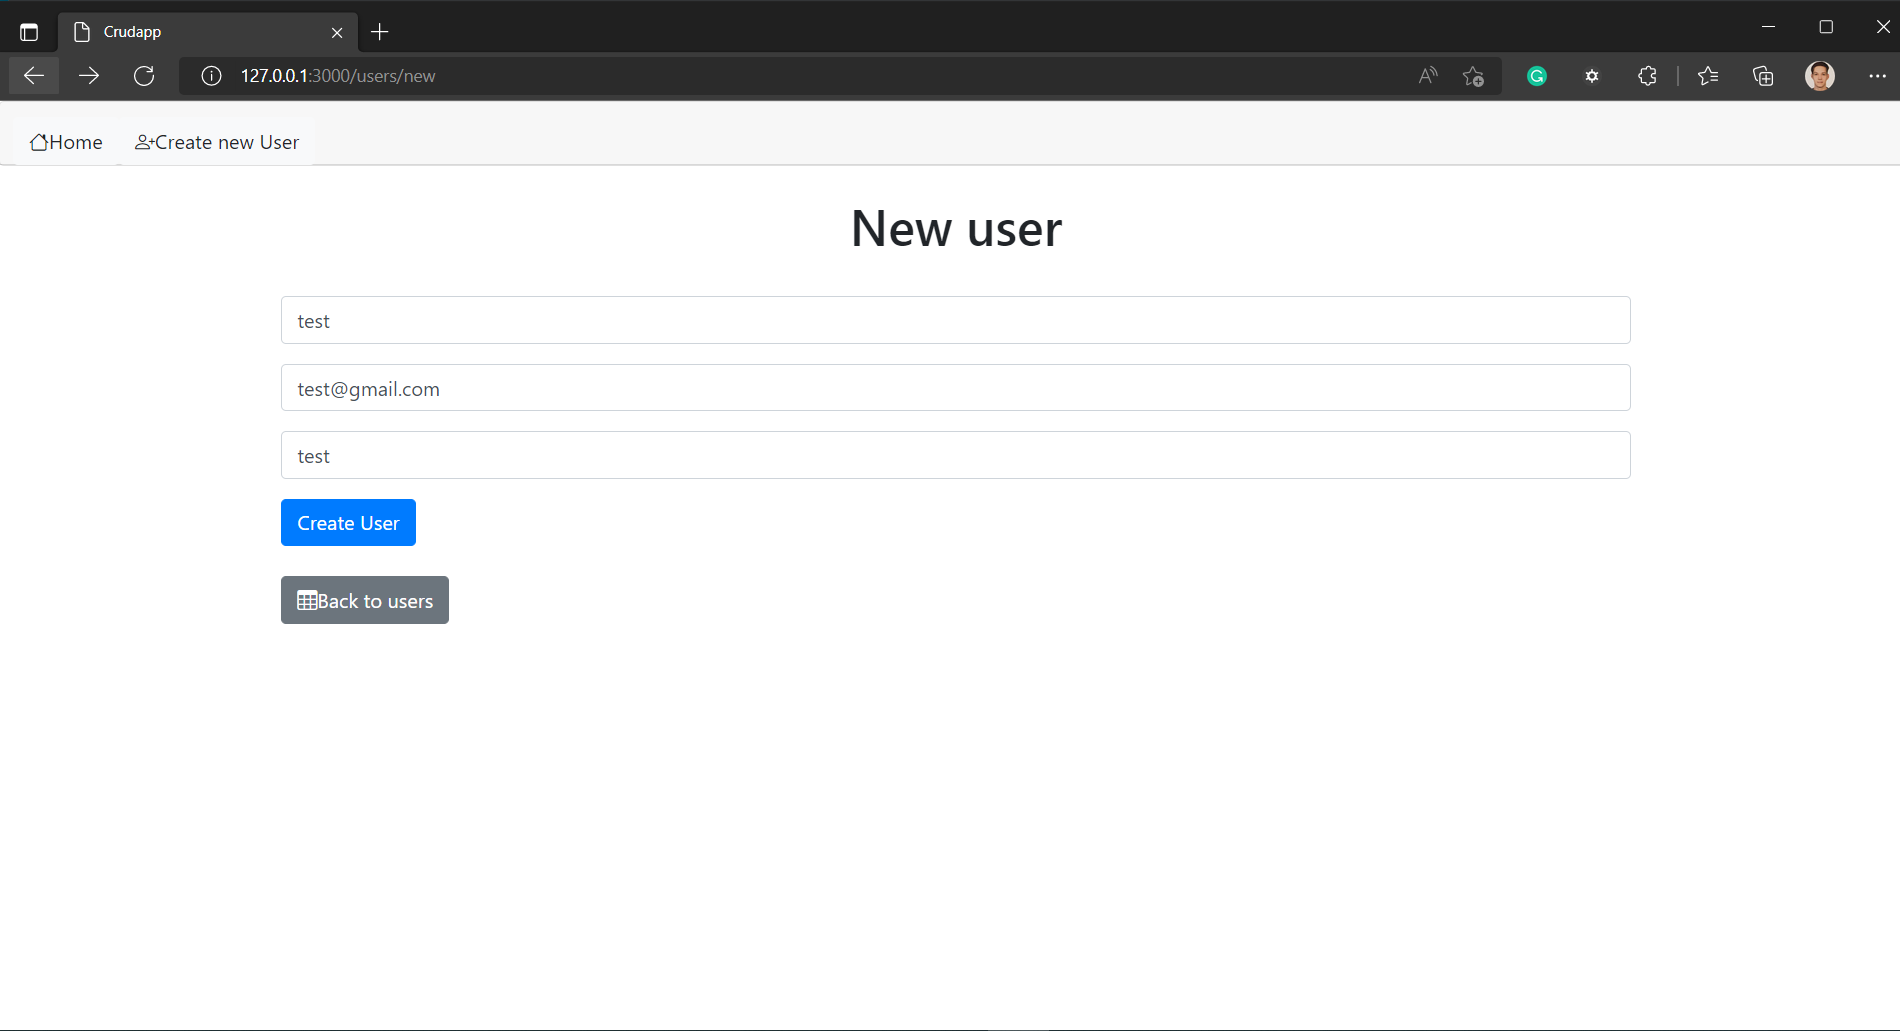 Crudapp
127.0.0.1:3000/users/new
Home Create new User
New user
test
test@gmail.com
test
Create User
Back to users